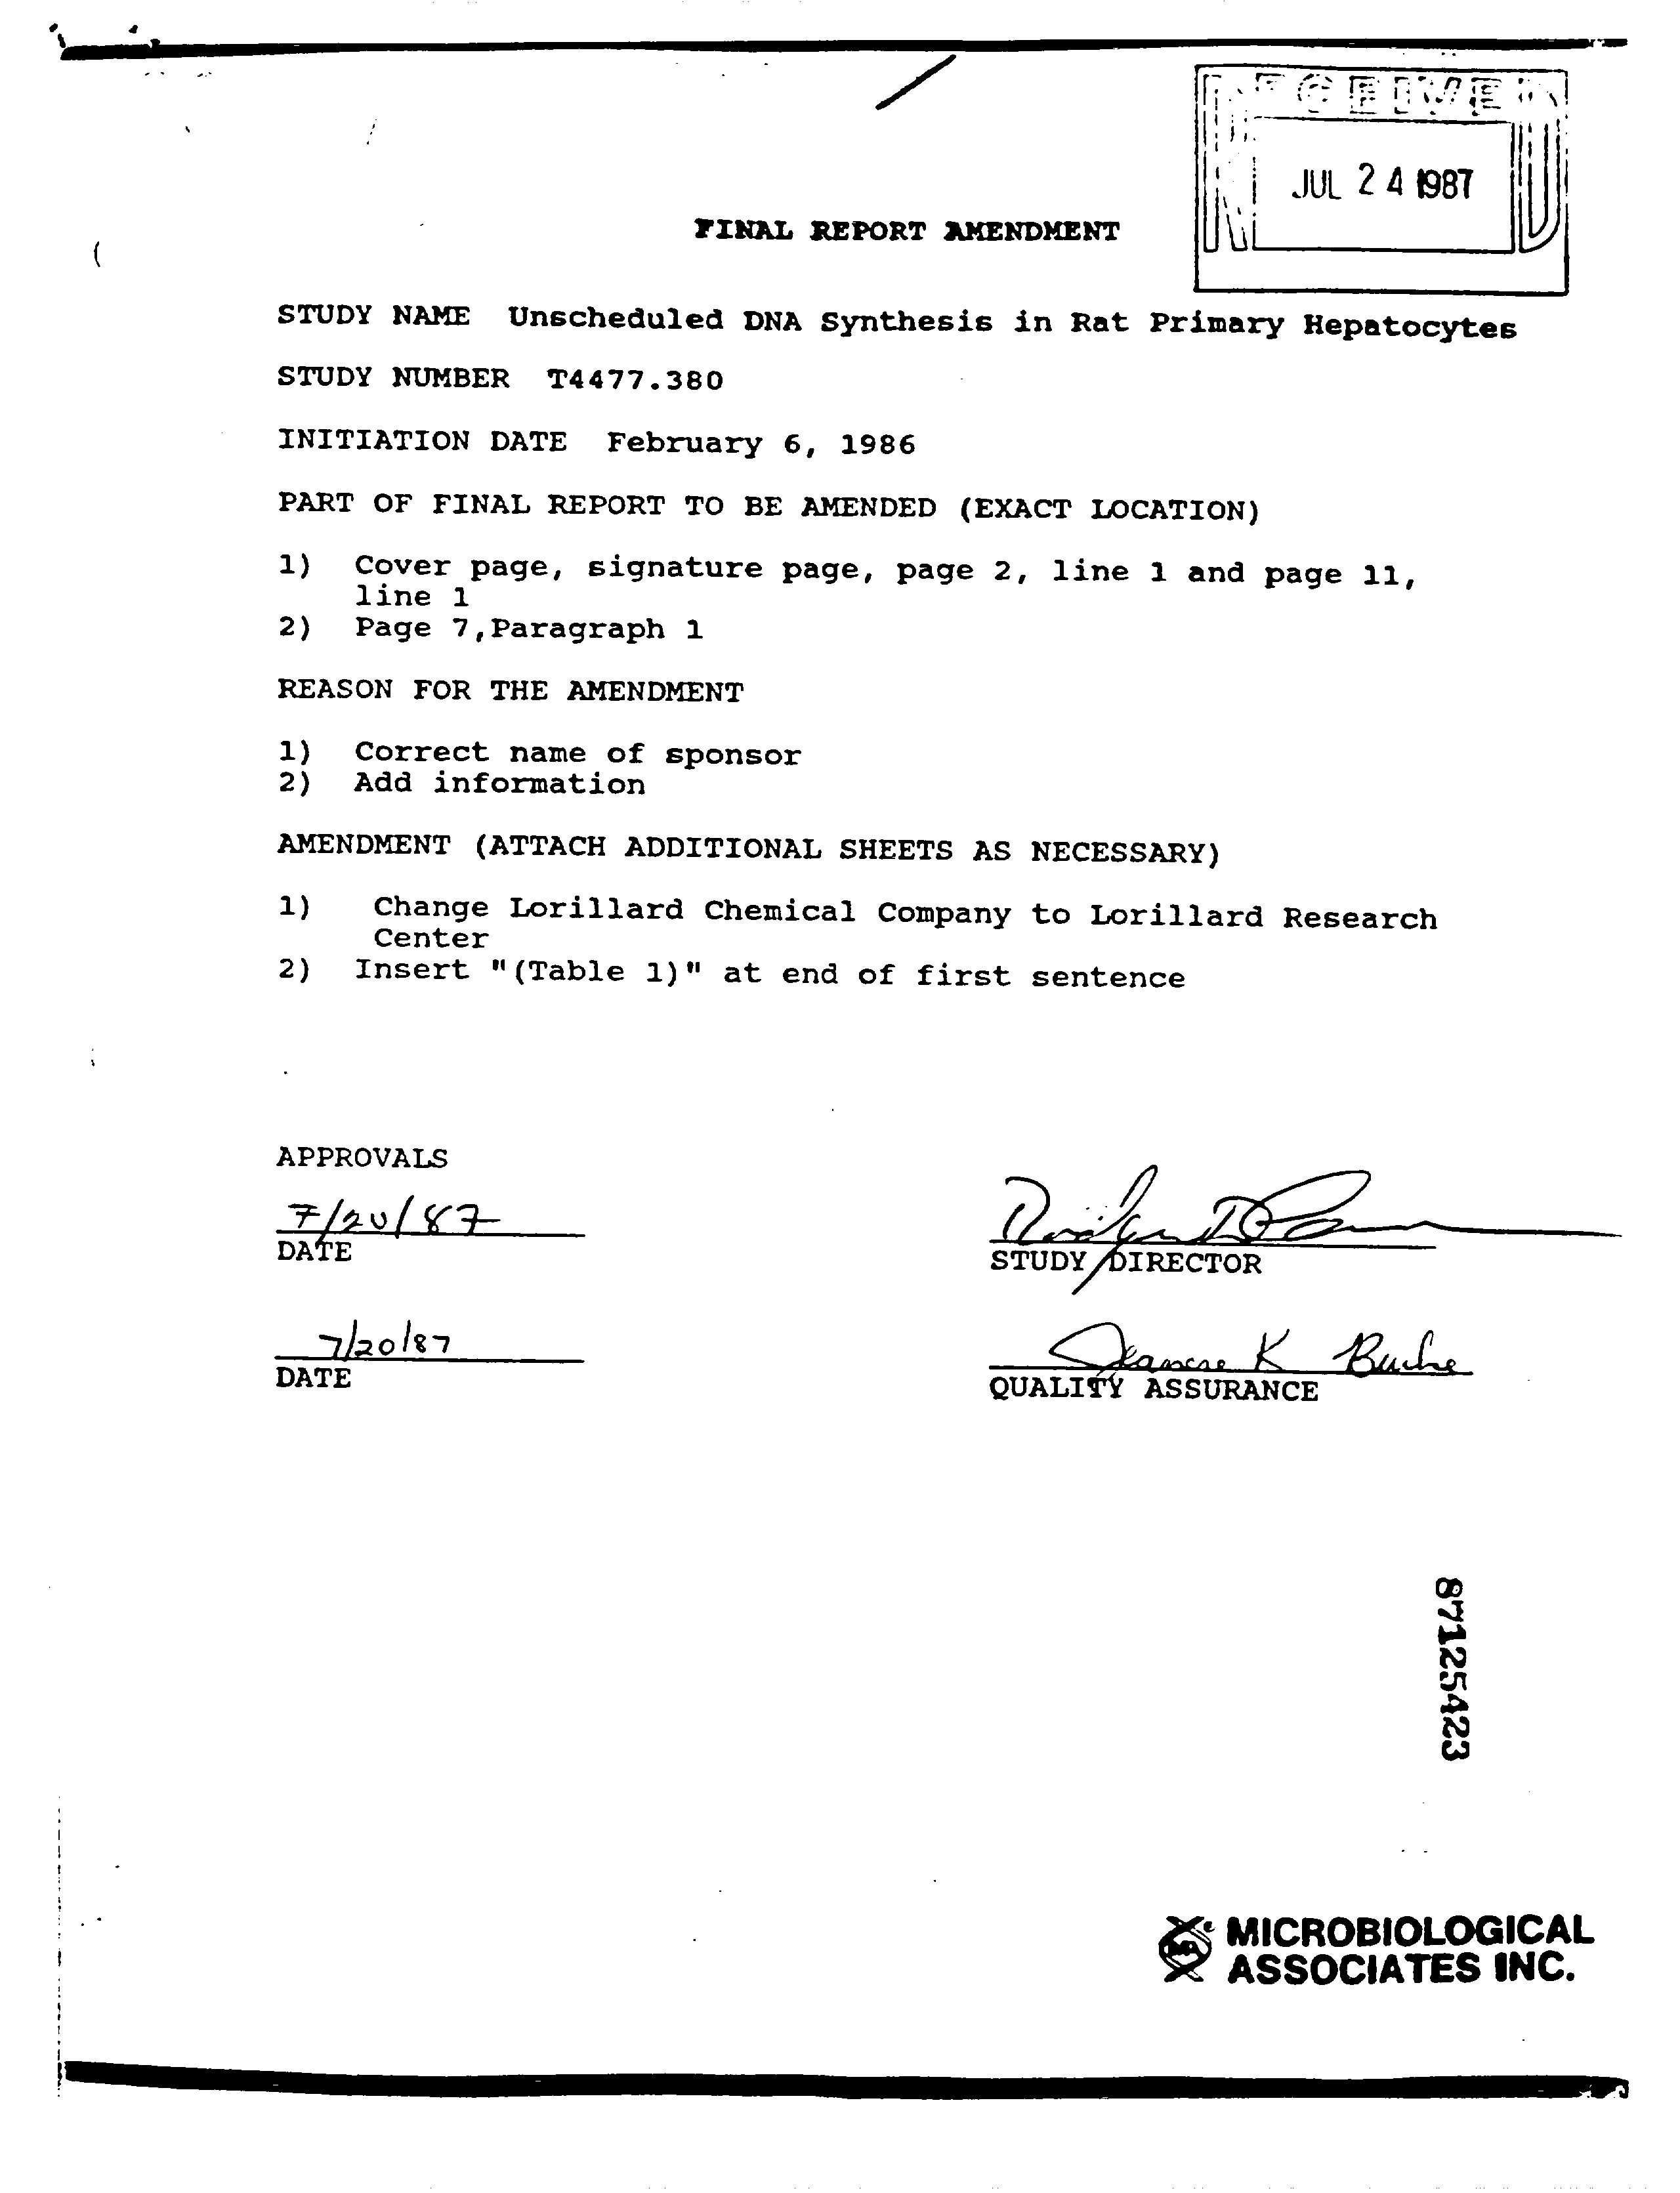 RECEIVED
JUL 24 1987
FINAL REPORT AMENDMENT
STUDY NAME Unscheduled DNA Synthesis in Rat Primary Hepatocytes
STUDY NUMBER T4477.380
INITIATION DATE February 6, 1986
PART OF FINAL REPORT TO BE AMENDED (EXACT LOCATION)
1) Cover page, signature page, page 2, line 1 and page 11,
line 1
2) Page 7,Paragraph 1
REASON FOR THE AMENDMENT
1) Correct name of sponsor
2) Add information
AMENDMENT (ATTACH ADDITIONAL SHEETS AS NECESSARY)
1) Change Lorillard Chemical Company to Lorillard Research
Center
2) Insert "(Table 1)" at end of first sentence
APPROVALS
7/20/87
DATE
STUDY DIRECTOR
7/20/87
K
DATE
QUALITY ASSURANCE
87125423
MICROBIOLOGICAL
ASSOCIATES INC.